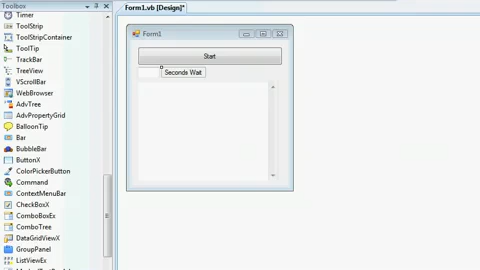 Toolbox
Form1.vb [Design]*
Timer
ToolStrip
ToolStripContainer
ToolTip
TrackBar
TreeView
VScrollBar
WebBrowser
AdvTree
AdvPropertyGrid
BalloonTip
Bar
BubbleBar
ButtonX
ColorPickerButton
Command
ContextMenuBar
CheckBoxX
ComboBoxEx
ComboTree
DataGridViewX
GroupPanel
ListViewEx
Form1
Start
Seconds Wait